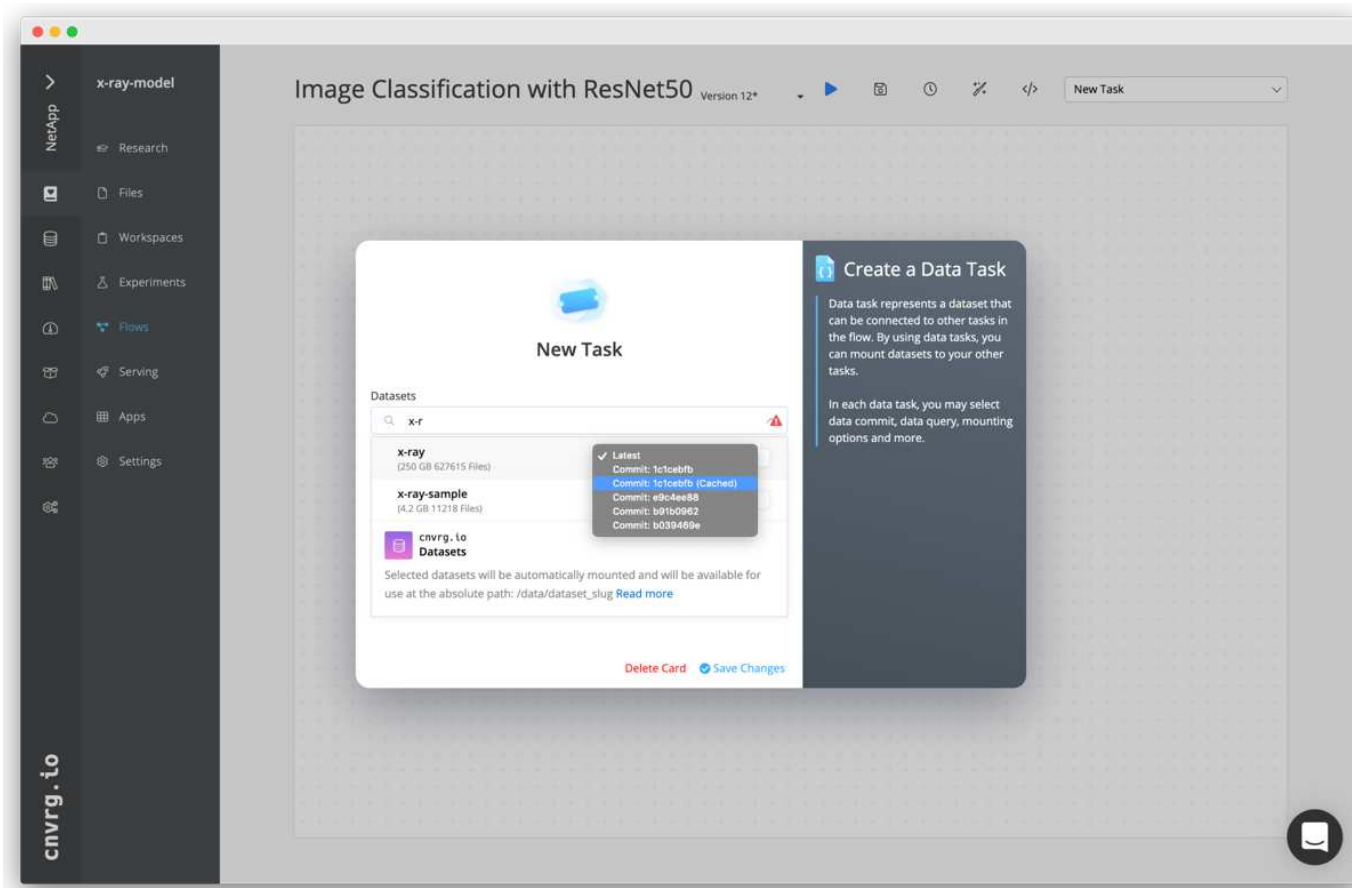 NetApp
cnvrg.io
x-ray-model
Research
Files
Workspaces
Experiments
Flows
Serving
Apps
Settings
Image Classification with ResNet50 Version 12*
</>
New Task
New Task
Datasets
x-r
x-ray
(250 GB 627615 Files)
x-ray-sample
(4.2 GB 11218 Files)
✓ Latest
Commit: 1c1cebfb
Commit: 1c1cebfb (Cached)
Commit: e9c4ee88
Commit: b91b0962
Commit: b039469e
cnvrg.io
Datasets
Selected datasets will be automatically mounted and will be available for
use at the absolute path: /data/dataset_slug Read more
Delete Card
Save Changes
Create a Data Task
Data task represents a dataset that
can be connected to other tasks in
the flow. By using data tasks, you
can mount datasets to your other
tasks.
In each data task, you may select
data commit, data query, mounting
options and more.